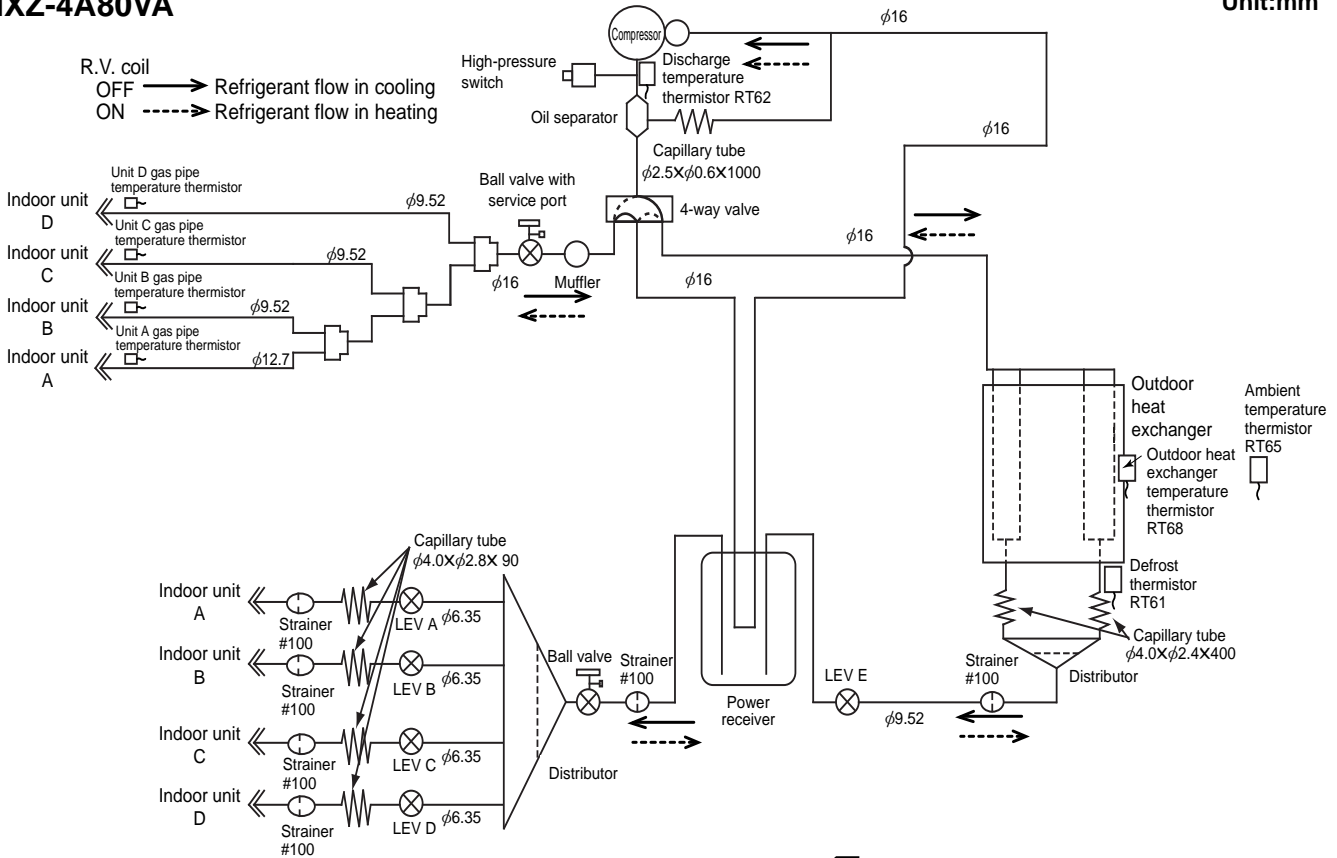 MXZ-4A80VA
Unit:mm
R.V. coil
OFF
Refrigerant flow in cooling
ON
Refrigerant flow in heating
Compressor
ϕ16
High-pressure
switch
Discharge
temperature
thermistor RT62
Oil separator
Capillary tube
ϕ2.5×ϕ0.6×1000
ϕ16
4-way valve
ϕ16
ϕ16
Ball valve with
service port
ϕ16
Muffler
Unit D gas pipe
temperature thermistor
Indoor unit
D
ϕ9.52
Unit C gas pipe
temperature thermistor
Indoor unit
C
ϕ9.52
Unit B gas pipe
temperature thermistor
Indoor unit
B
ϕ9.52
Unit A gas pipe
temperature thermistor
Indoor unit
A
ϕ12.7
Outdoor
heat
exchanger
Ambient
temperature
thermistor
RT65
Outdoor heat
exchanger
temperature
thermistor
RT68
Defrost
thermistor
RT61
Capillary tube
ϕ4.0×ϕ2.4×400
Distributor
Strainer
#100
ϕ9.52
LEV E
Power
receiver
Strainer
#100
Ball valve
Distributor
Capillary tube
ϕ4.0×ϕ2.8× 90
Indoor unit
A
Strainer
#100
LEV A
ϕ6.35
Indoor unit
B
Strainer
#100
LEV B
ϕ6.35
Indoor unit
C
Strainer
#100
LEV C
ϕ6.35
Indoor unit
D
Strainer
#100
LEV D
ϕ6.35